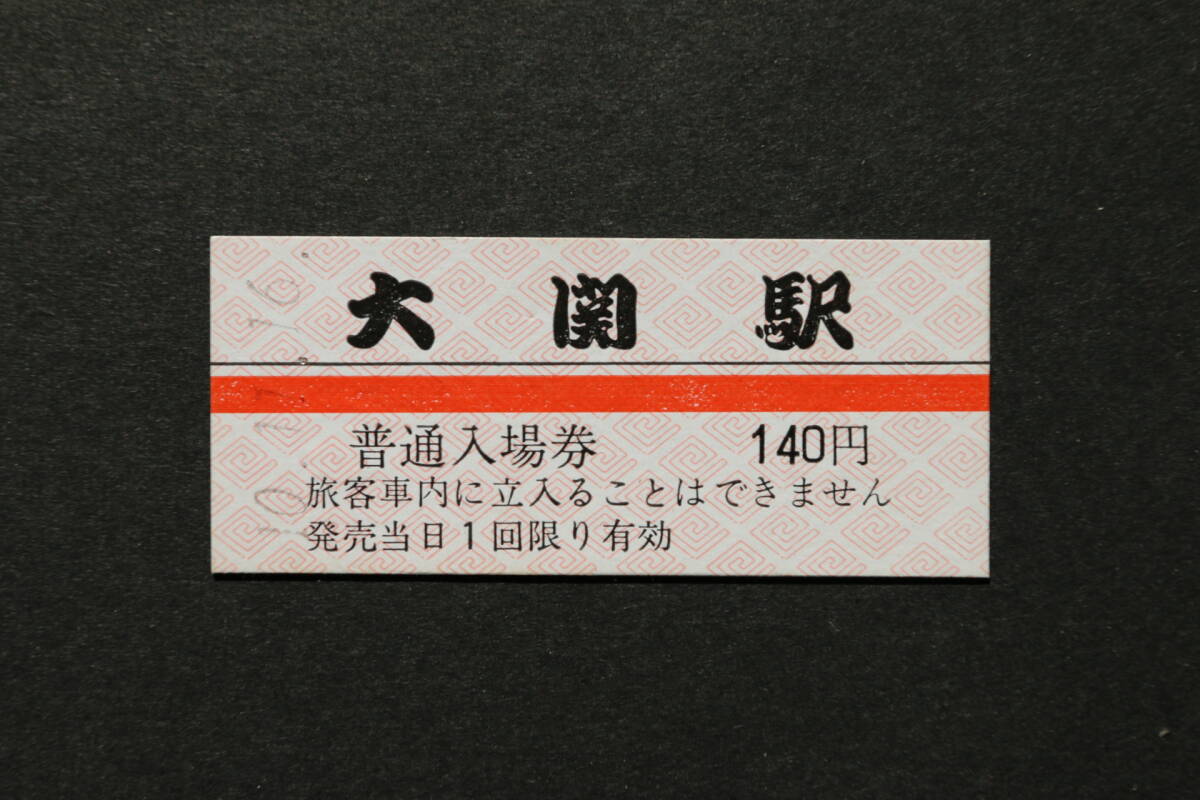 大関駅
普通入場券 140円
旅客車内に立入ることはできません
発売当日1回限り有効